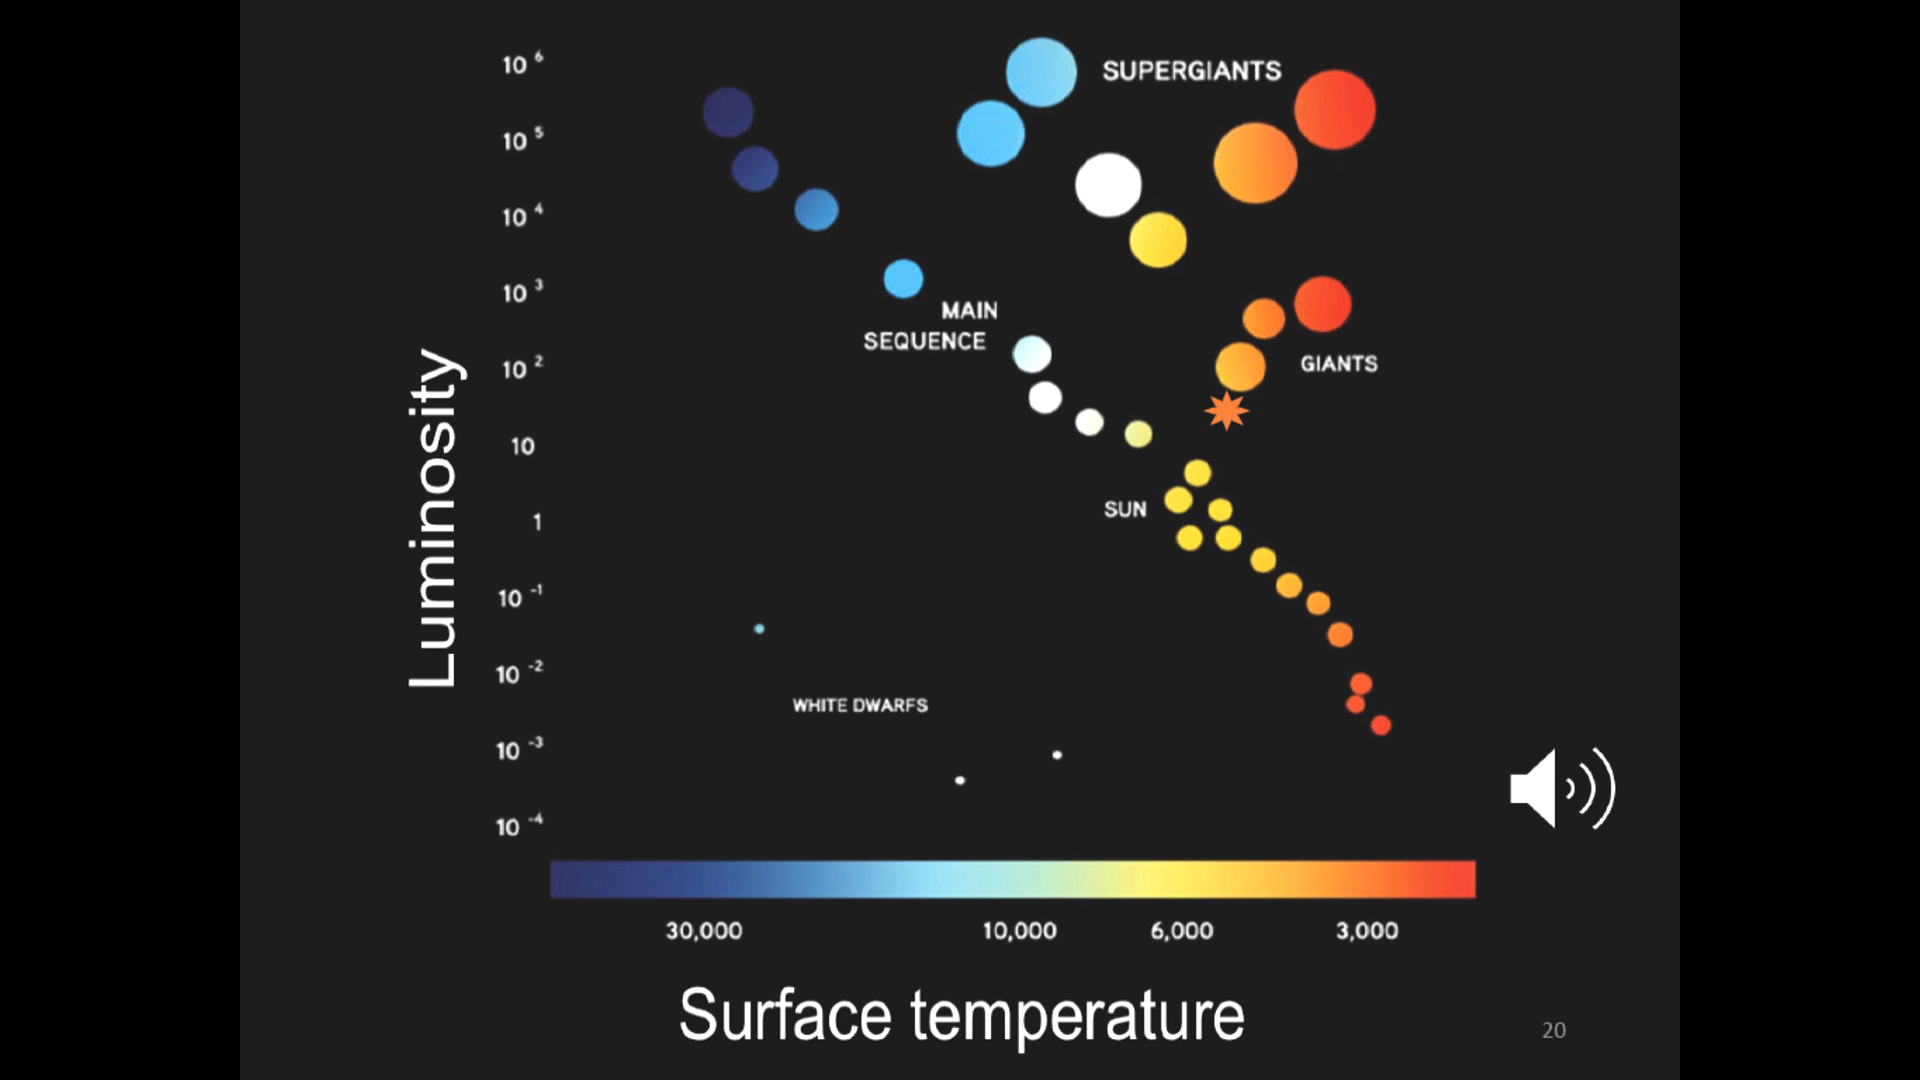 10 6
SUPERGIANTS
10 5
10 4
10 3
MAIN
SEQUENCE
10 2
GIANTS
10
SUN
1
10 -1
10 -2
WHITE DWARFS
10 -3
10 -4
Luminosity
30,000 10,000 6,000 3,000
Surface temperature
20